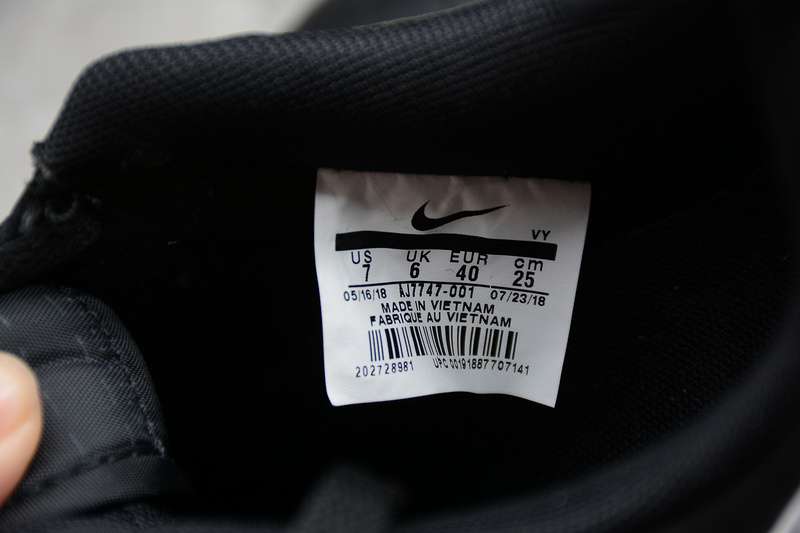 VY
US UK EUR cm
7 6 40 25
05/16/18 AJ7747-001 07/23/18
MADE IN VIETNAM
FABRIQUE AU VIETNAM
202728981 UPC 00191887707141